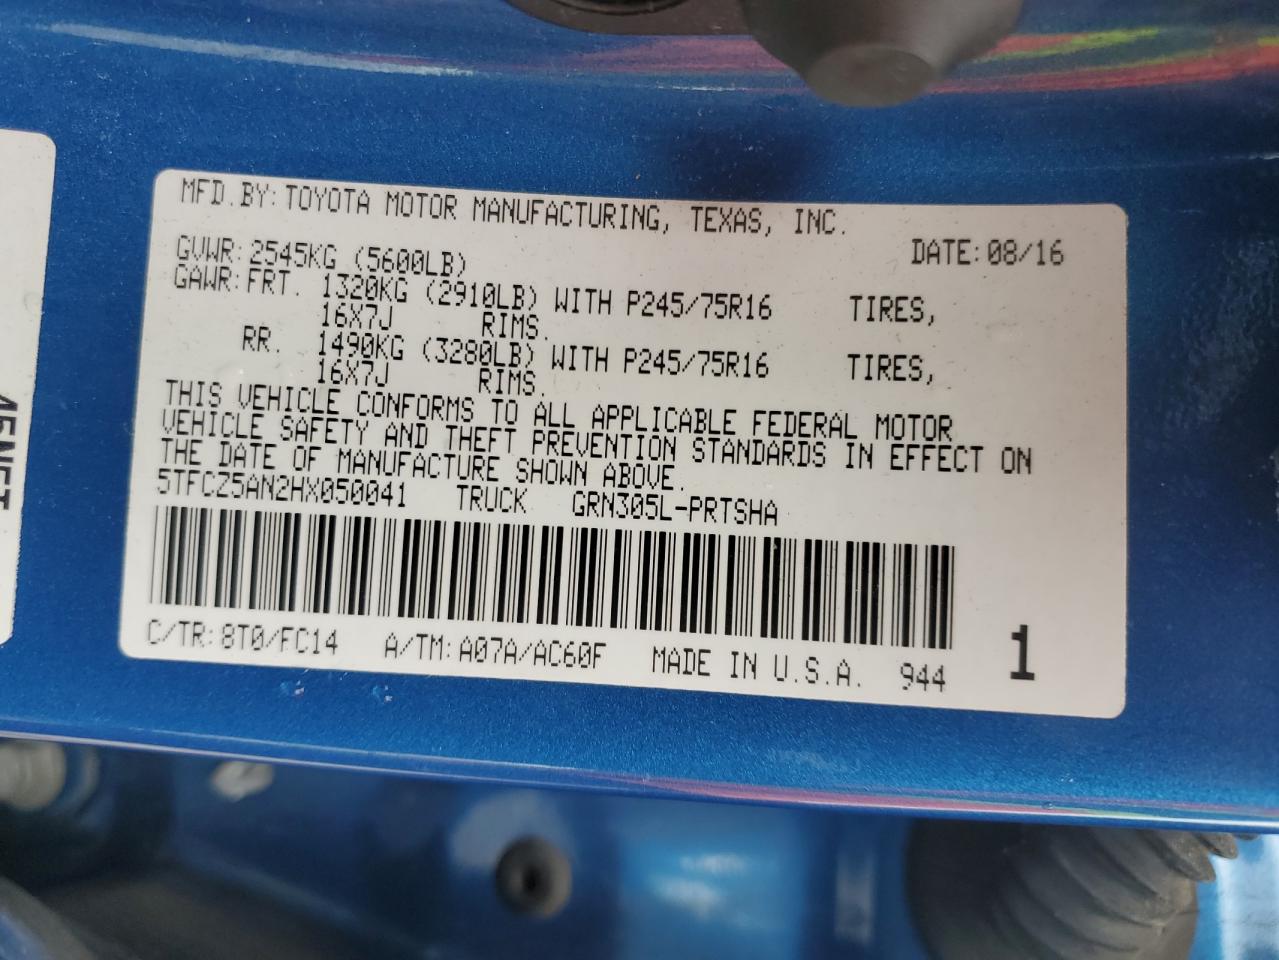 MFD.BY:TOYOTA MOTOR MANUFACTURING, TEXAS, INC.
GVWR:2545KG (5600LB) DATE:08/16
GAWR:FRT. 1320KG (2910LB) WITH P245/75R16 TIRES,
16X7J RIMS.
RR. 1490KG (3280LB) WITH P245/75R16 TIRES,
16X7J RIMS.
THIS VEHICLE CONFORMS TO ALL APPLICABLE FEDERAL MOTOR
VEHICLE SAFETY AND THEFT PREVENTION STANDARDS IN EFFECT ON
THE DATE OF MANUFACTURE SHOWN ABOVE.
5TFCZ5AN2HX050041 TRUCK GRN305L-PRTSHA
C/TR:8T0/FC14 A/TM:A07A/AC60F MADE IN U.S.A. 944 1